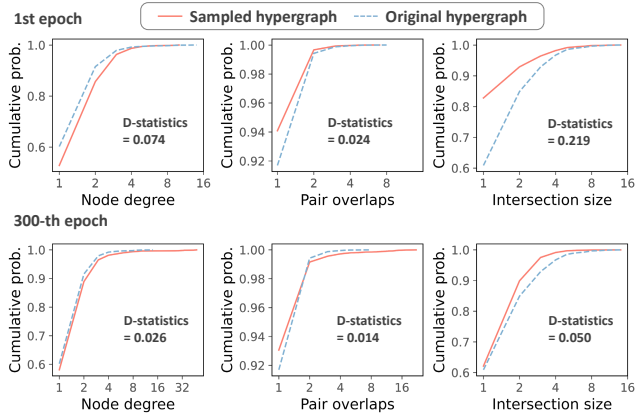 Sampled hypergraph Original hypergraph
1st epoch
Cumulative prob.
1.0
0.8
0.6
D-statistics
= 0.074
1 2 4 8 16
Node degree
Cumulative prob.
1.00
0.98
0.96
0.94
0.92
D-statistics
= 0.024
1 2 4 8
Pair overlaps
Cumulative prob.
1.0
0.9
0.8
0.7
0.6
D-statistics
= 0.219
1 2 4 8 16
Intersection size
300-th epoch
Cumulative prob.
1.0
0.9
0.8
0.7
0.6
D-statistics
= 0.026
1 2 4 8 16 32
Node degree
Cumulative prob.
1.00
0.98
0.96
0.94
0.92
D-statistics
= 0.014
1 2 4 8 16
Pair overlaps
Cumulative prob.
1.0
0.9
0.8
0.7
0.6
D-statistics
= 0.050
1 2 4 8 16
Intersection size